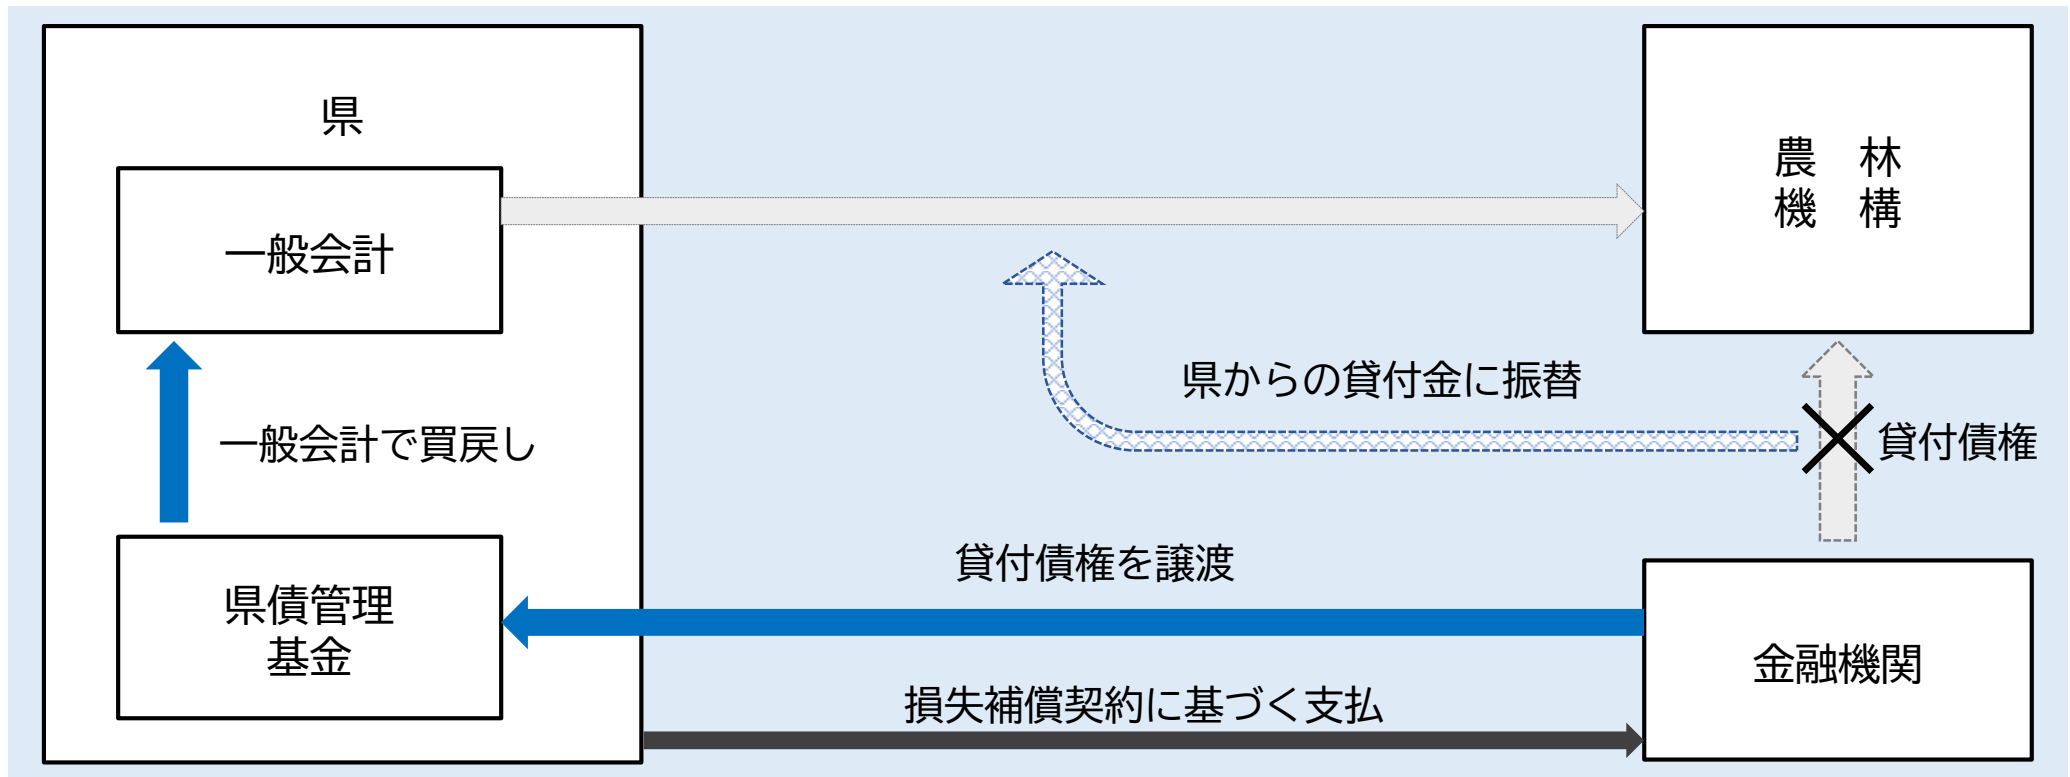 県
一般会計
農　林
機　構
県からの貸付金に振替
一般会計で買戻し
貸付債権
貸付債権を譲渡
県債管理
基金
金融機関
損失補償契約に基づく支払